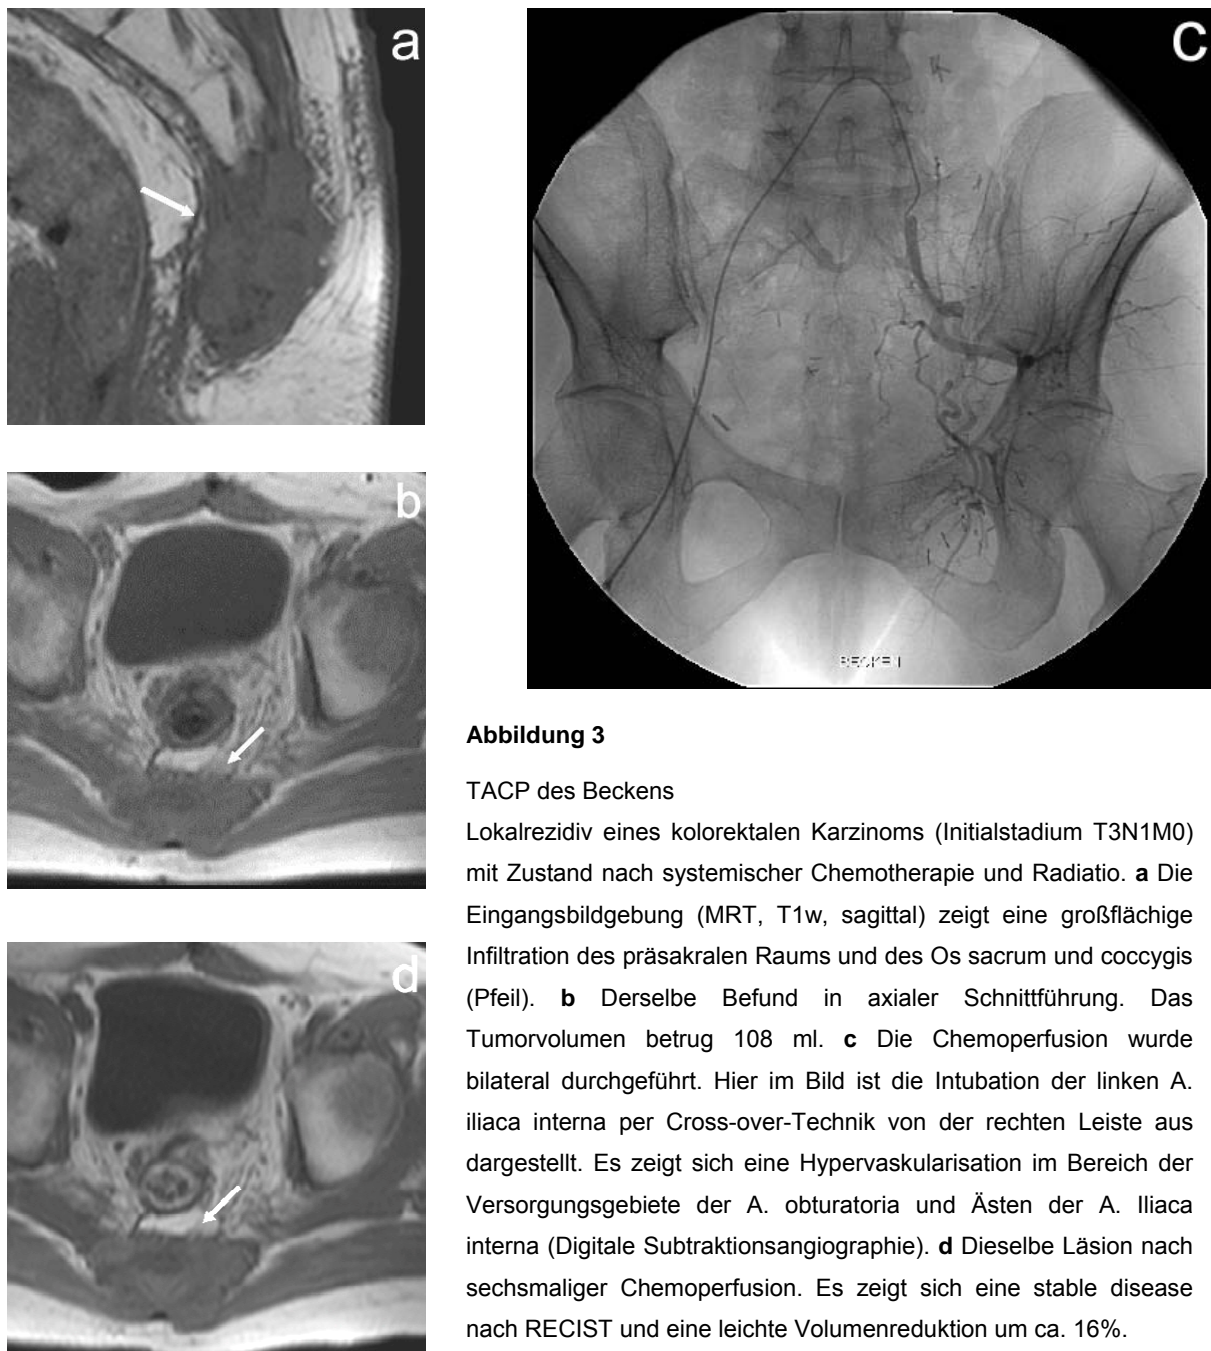 a
c
b
BECKEN
d
Abbildung 3
TACP des Beckens
Lokalrezidiv eines kolorektalen Karzinoms (Initialstadium T3N1M0)
mit Zustand nach systemischer Chemotherapie und Radiatio. a Die
Eingangsbildgebung (MRT, T1w, sagittal) zeigt eine großflächige
Infiltration des präsakralen Raums und des Os sacrum und coccygis
(Pfeil). b Derselbe Befund in axialer Schnittführung. Das
Tumorvolumen betrug 108 ml. c Die Chemoperfusion wurde
bilateral durchgeführt. Hier im Bild ist die Intubation der linken A.
iliaca interna per Cross-over-Technik von der rechten Leiste aus
dargestellt. Es zeigt sich eine Hypervaskularisation im Bereich der
Versorgungsgebiete der A. obturatoria und Ästen der A. Iliaca
interna (Digitale Subtraktionsangiographie). d Dieselbe Läsion nach
sechsmaliger Chemoperfusion. Es zeigt sich eine stable disease
nach RECIST und eine leichte Volumenreduktion um ca. 16%.